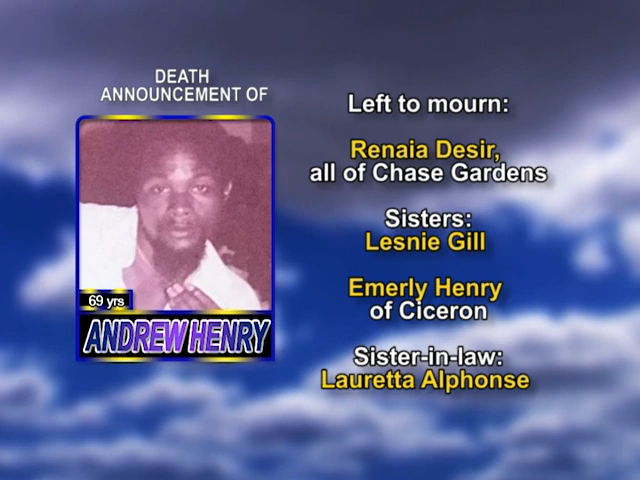 DEATH
ANNOUNCEMENT OF
69 yrs
ANDREW HENRY
Left to mourn:
Renaia Desir,
all of Chase Gardens
Sisters:
Lesnie Gill
Emerly Henry
of Ciceron
Sister-in-law:
Lauretta Alphonse